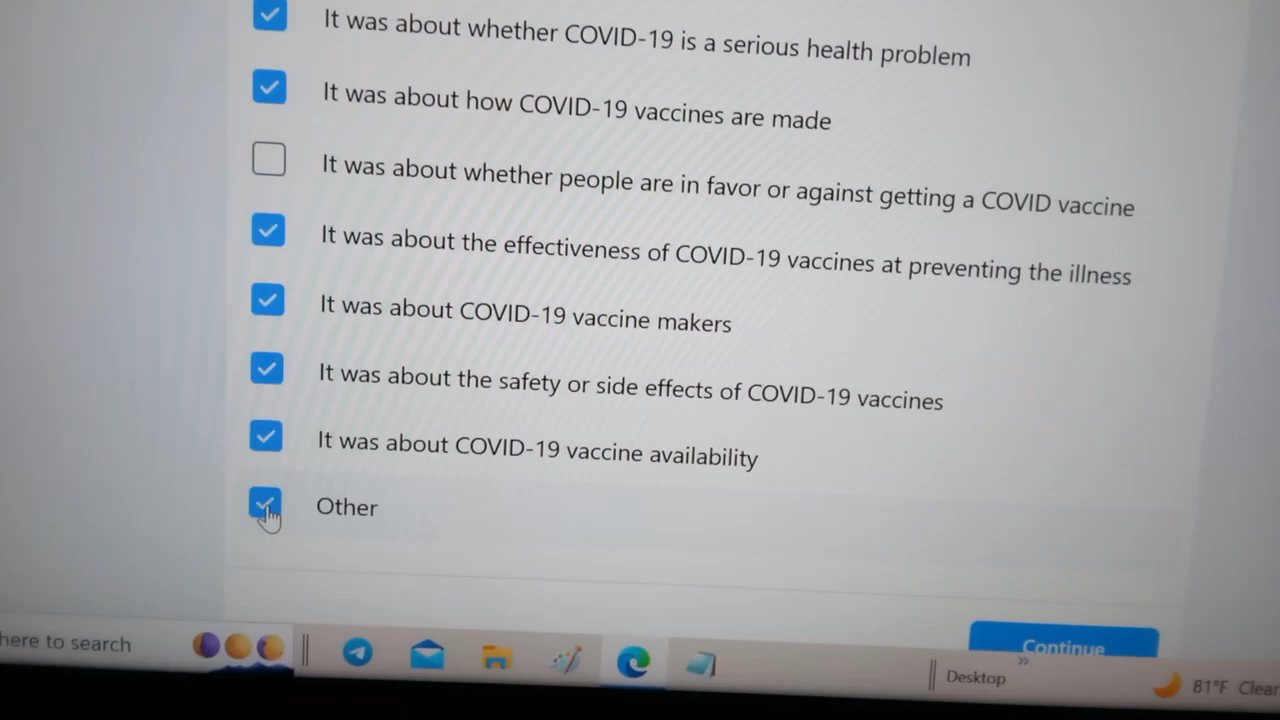 It was about whether COVID-19 is a serious health problem
It was about how COVID-19 vaccines are made
It was about whether people are in favor or against getting a COVID vaccine
It was about the effectiveness of COVID-19 vaccines at preventing the illness
It was about COVID-19 vaccine makers
It was about the safety or side effects of COVID-19 vaccines
It was about COVID-19 vaccine availability
Other
Continue
here to search
Desktop
81°F Clear